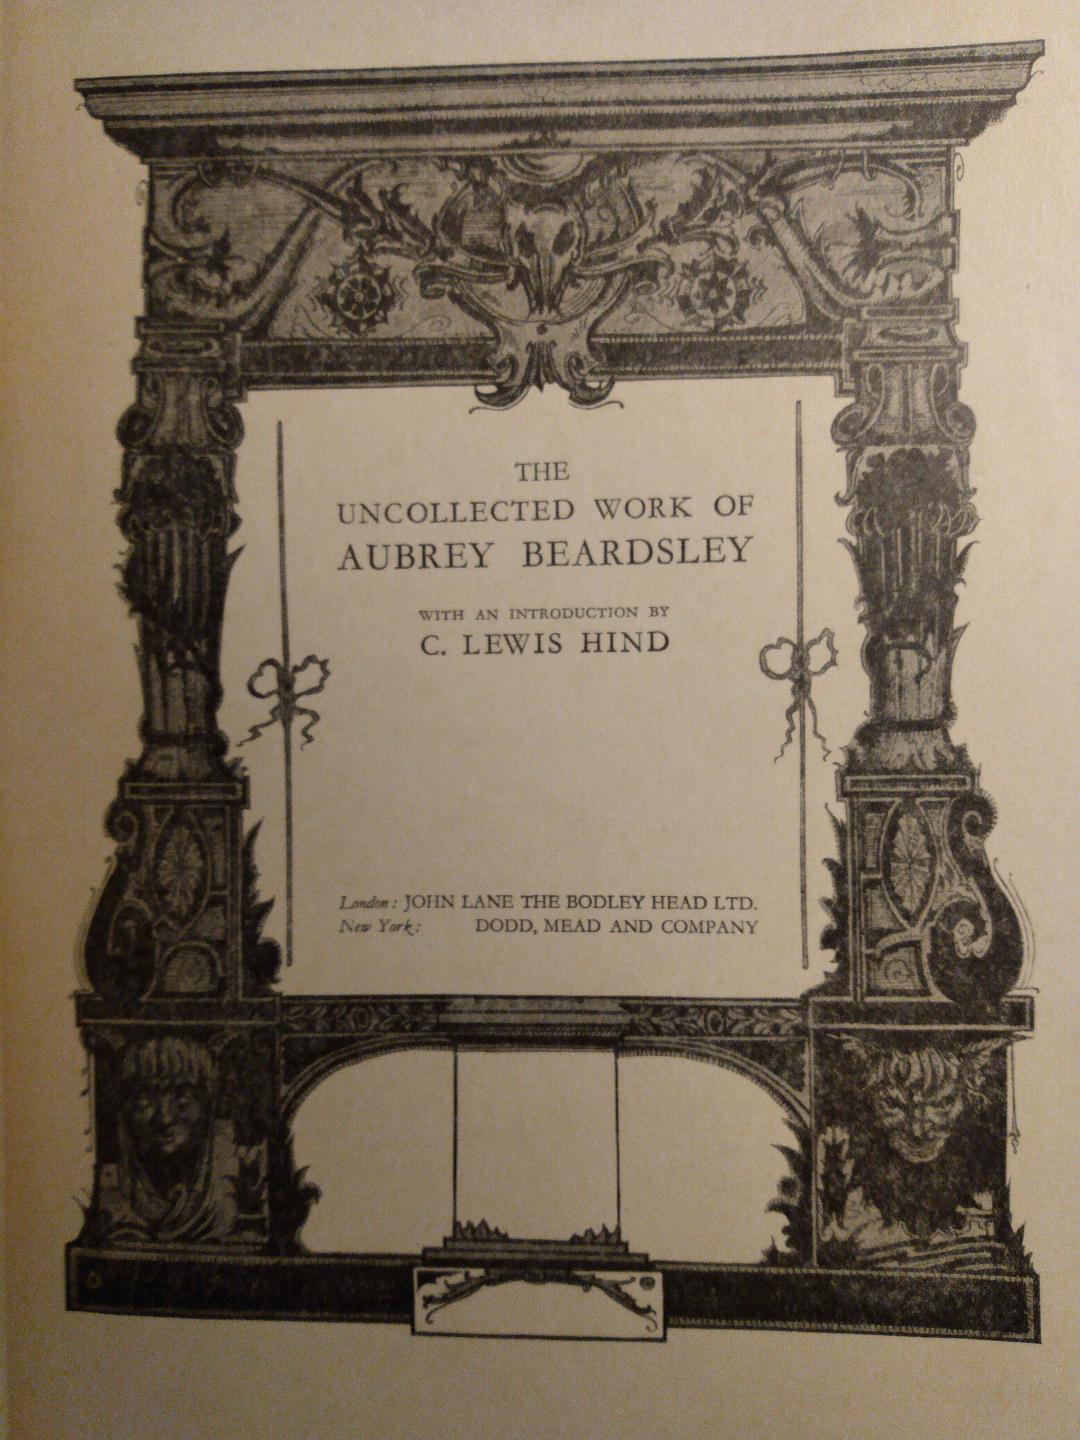 THE
UNCOLLECTED WORK OF
AUBREY BEARDSLEY
WITH AN INTRODUCTION BY
C. LEWIS HIND
London: JOHN LANE THE BODLEY HEAD LTD.
New York: DODD, MEAD AND COMPANY